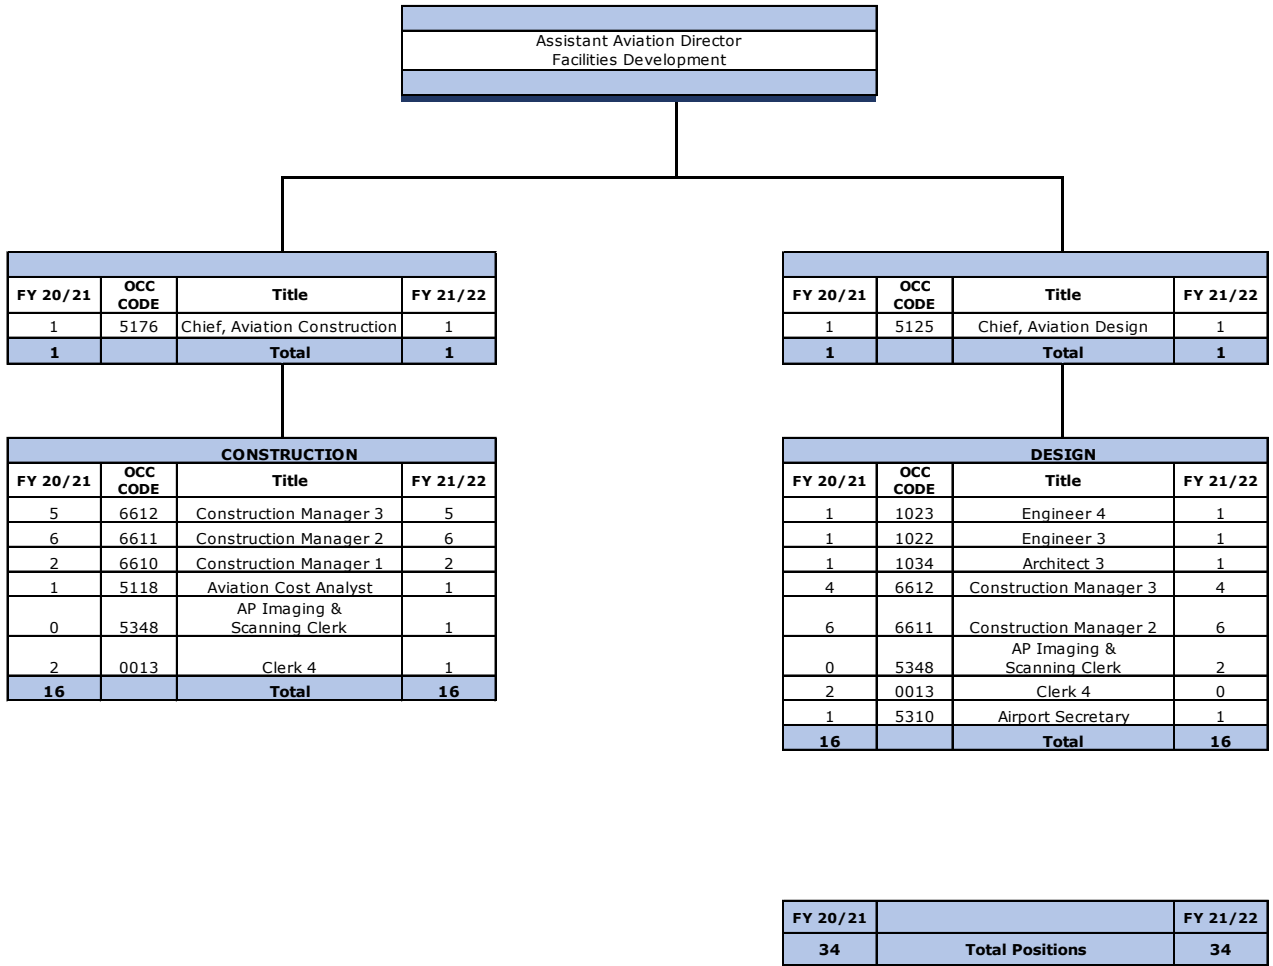 Assistant Aviation Director
Facilities Development
FY 20/21 OCC CODE Title FY 21/22
1 5176 Chief, Aviation Construction 1
1 Total 1
FY 20/21 OCC CODE Title FY 21/22
1 5125 Chief, Aviation Design 1
1 Total 1
CONSTRUCTION
FY 20/21 OCC CODE Title FY 21/22
5 6612 Construction Manager 3 5
6 6611 Construction Manager 2 6
2 6610 Construction Manager 1 2
1 5118 Aviation Cost Analyst 1
AP Imaging &
0 5348 Scanning Clerk 1
2 0013 Clerk 4 1
16 Total 16
DESIGN
FY 20/21 OCC CODE Title FY 21/22
1 1023 Engineer 4 1
1 1022 Engineer 3 1
1 1034 Architect 3 1
4 6612 Construction Manager 3 4
6 6611 Construction Manager 2 6
AP Imaging &
0 5348 Scanning Clerk 2
2 0013 Clerk 4 0
1 5310 Airport Secretary 1
16 Total 16
FY 20/21 FY 21/22
34 Total Positions 34